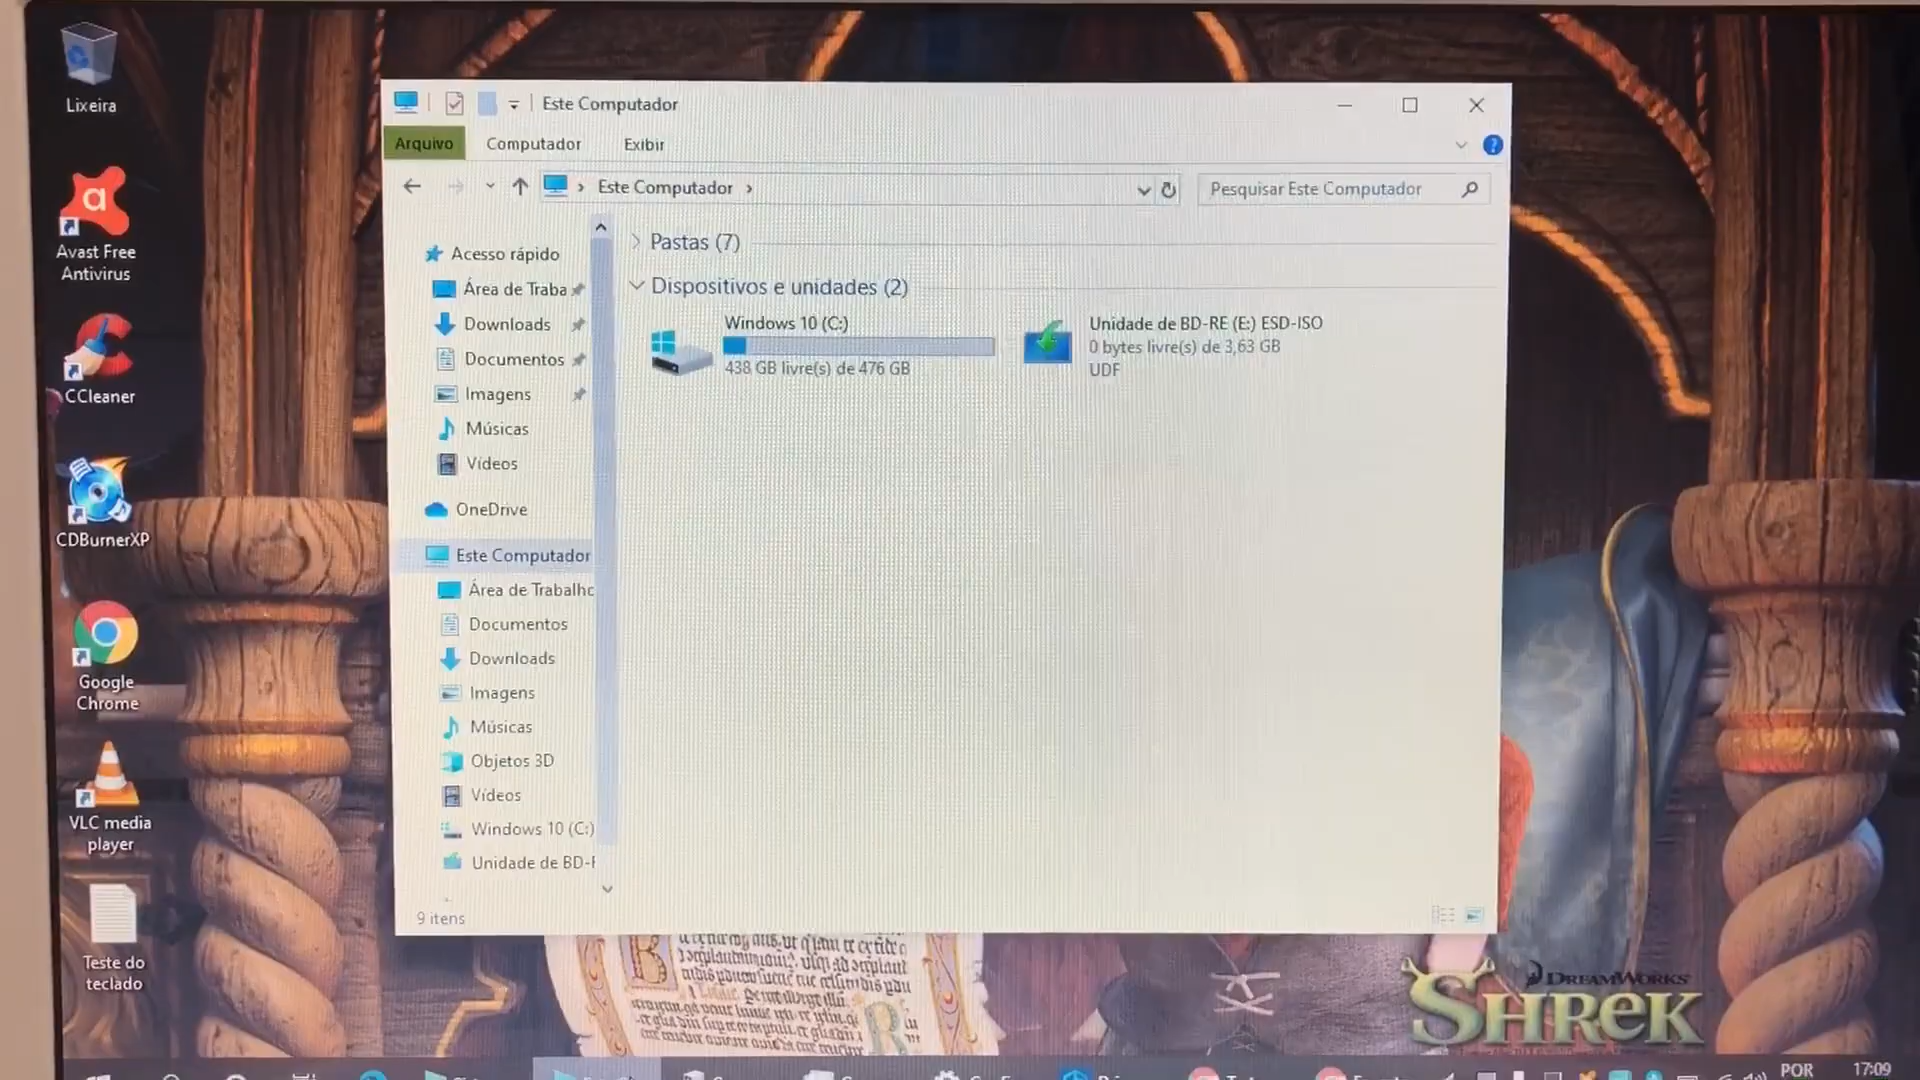 Lixeira
Avast Free
Antivirus
CCleaner
CDBurnerXP
Google
Chrome
VLC media
player
Teste do
teclado
Este Computador
Arquivo
Computador
Exibir
Este Computador
Pesquisar Este Computador
Acesso rápido
Área de Traba
Downloads
Documentos
Imagens
Músicas
Vídeos
OneDrive
Este Computador
Área de Trabalho
Documentos
Downloads
Imagens
Músicas
Objetos 3D
Vídeos
Windows 10 (C:)
Unidade de BD-R
Pastas (7)
Dispositivos e unidades (2)
Windows 10 (C:)
438 GB livre(s) de 476 GB
Unidade de BD-RE (E:) ESD-ISO
0 bytes livre(s) de 3,63 GB
UDF
9 itens
DREAMWORKS
SHREK
POR
17:09